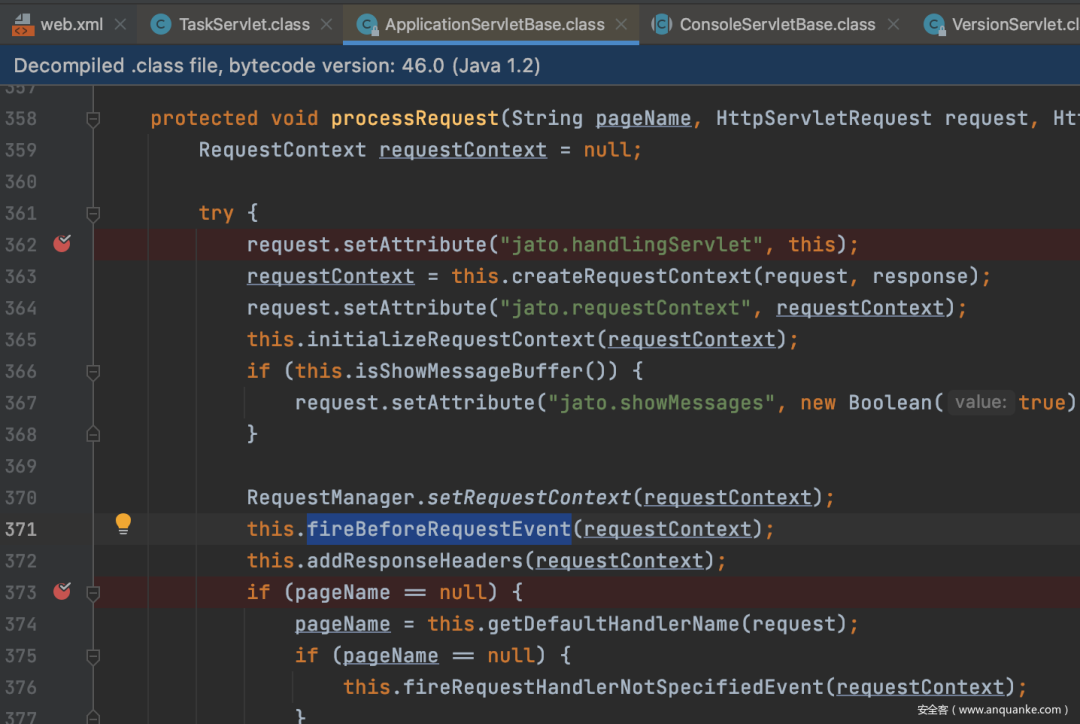 web.xml TaskServlet.class ApplicationServletBase.class ConsoleServletBase.class VersionServlet.cl
Decompiled .class file, bytecode version: 46.0 (Java 1.2)
357
358 protected void processRequest(String pageName, HttpServletRequest request, Htt
359 RequestContext requestContext = null;
360
361 try {
362 request.setAttribute("jato.handlingServlet", this);
363 requestContext = this.createRequestContext(request, response);
364 request.setAttribute("jato.requestContext", requestContext);
365 this.initializeRequestContext(requestContext);
366 if (this.isShowMessageBuffer()) {
367 request.setAttribute("jato.showMessages", new Boolean( value: true)
368 }
369
370 RequestManager.setRequestContext(requestContext);
371 this.fireBeforeRequestEvent(requestContext);
372 this.addResponseHeaders(requestContext);
373 if (pageName == null) {
374 pageName = this.getDefaultHandlerName(request);
375 if (pageName == null) {
376 this.fireRequestHandlerNotSpecifiedEvent(requestContext);
377 }
安全客（www.anquanke.com）